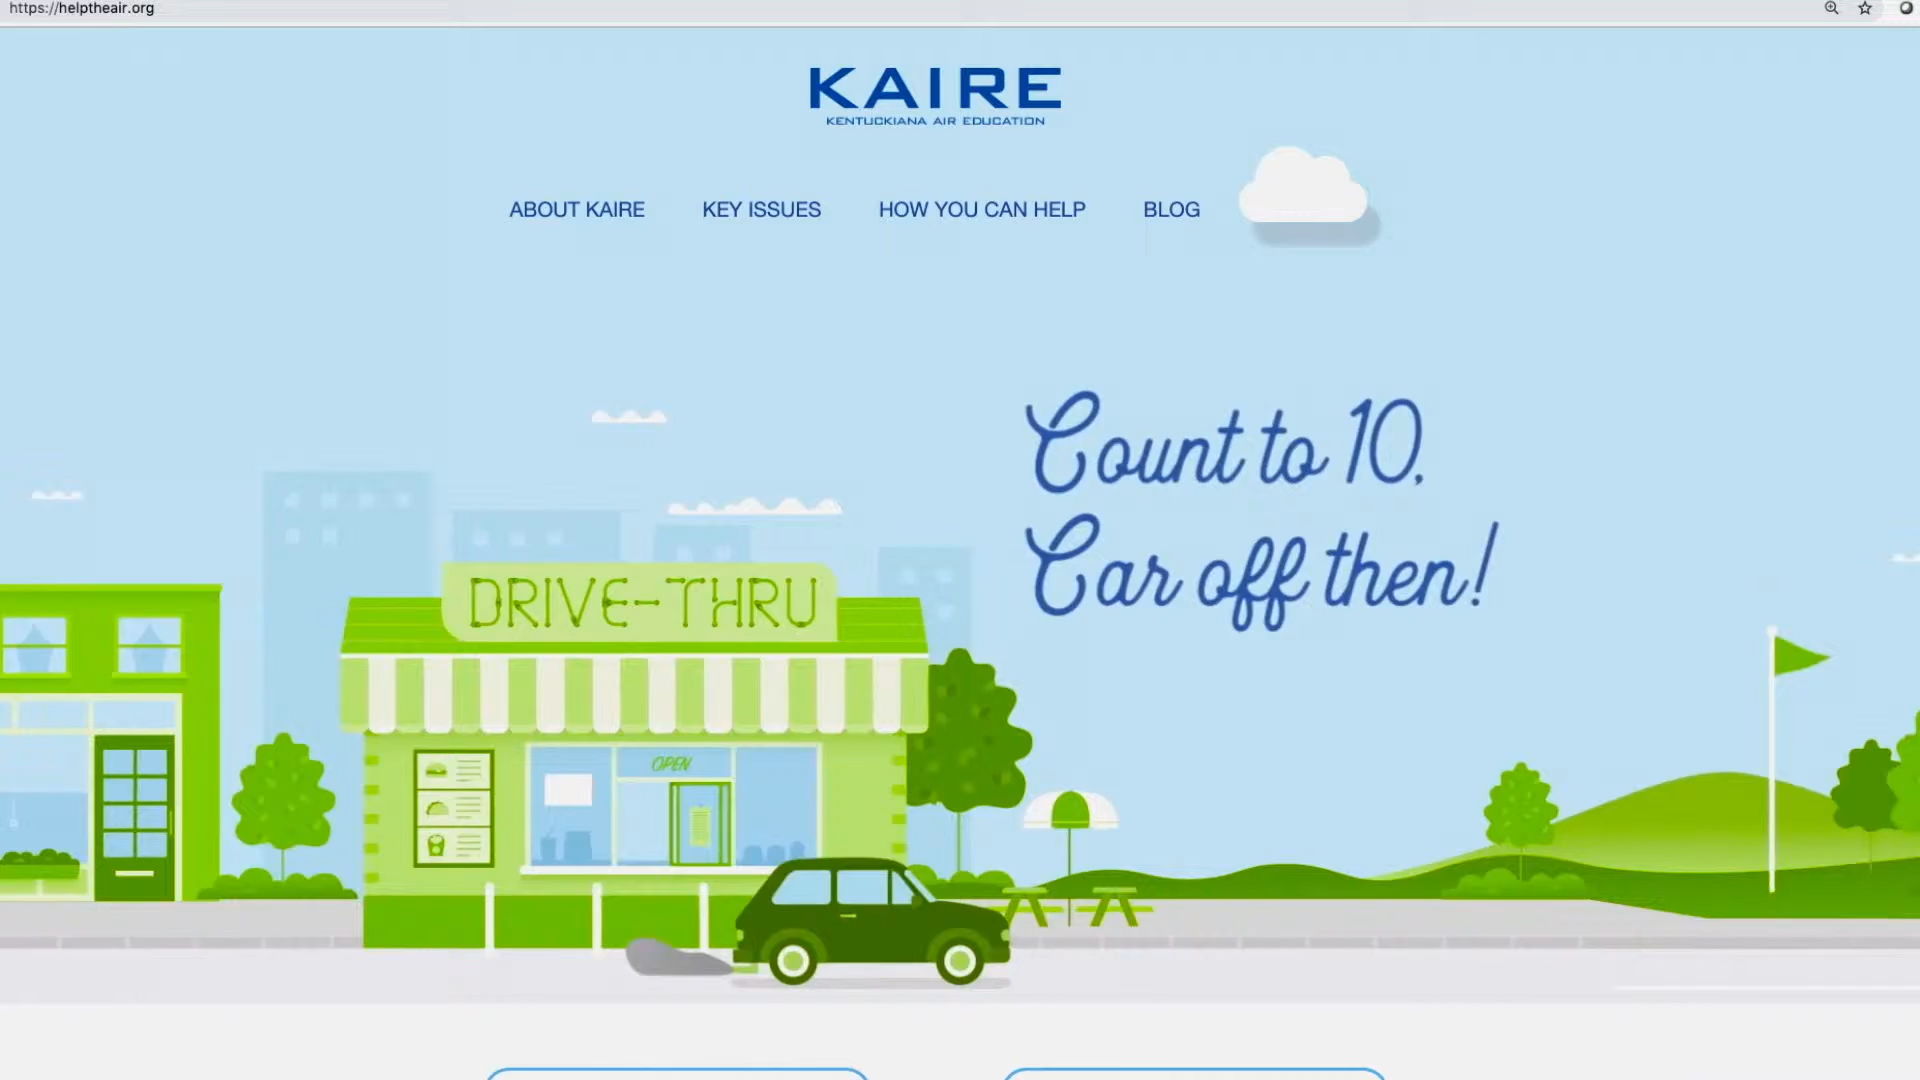 https://helptheair.org
KAIRE
KENTUCKIANA AIR EDUCATION
ABOUT KAIRE
KEY ISSUES
HOW YOU CAN HELP
BLOG
Count to 10,
Car off then!
DRIVE-THRU
OPEN